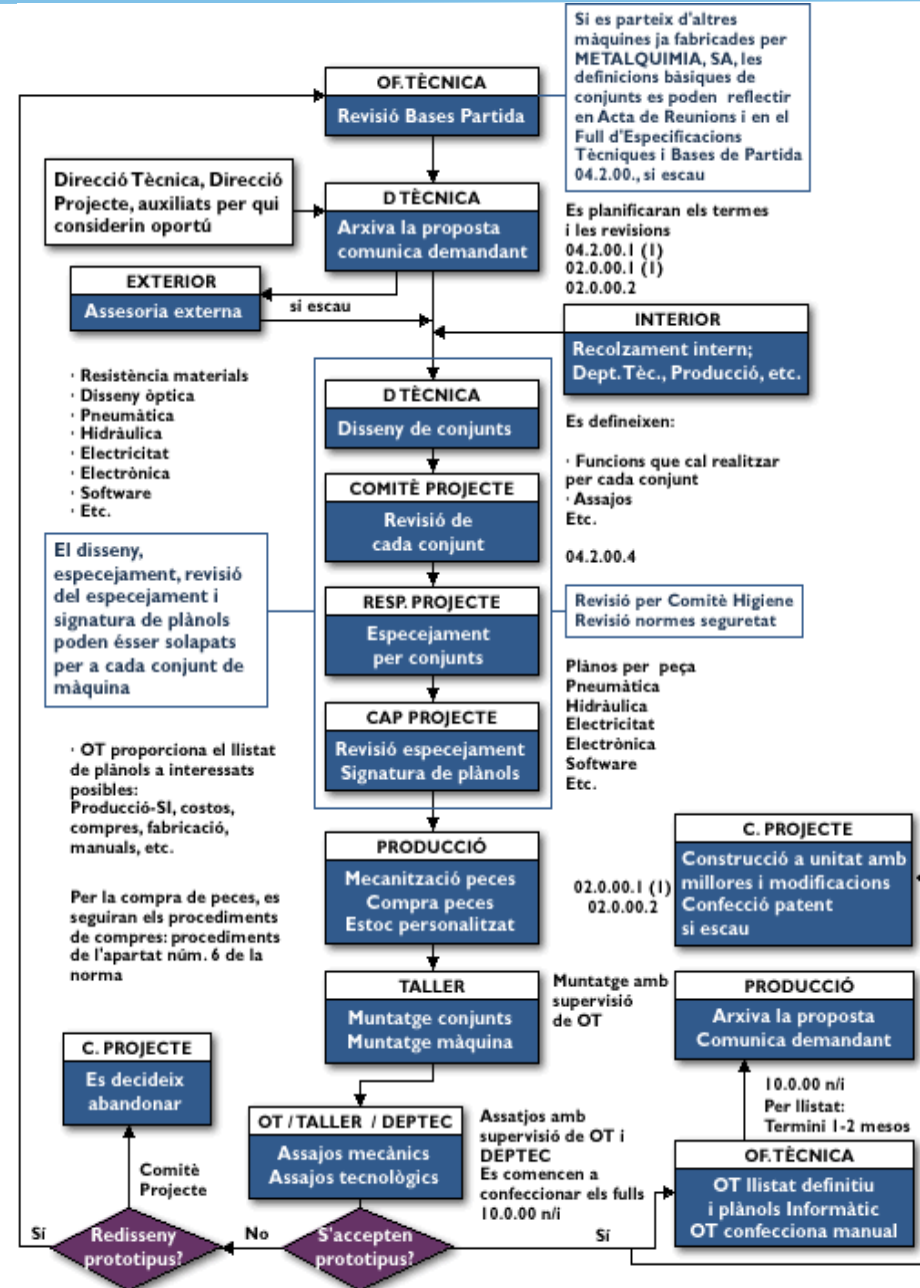 Si es parteix d'altres
màquines ja fabricades per
METALQUIMIA, SA, les
definicions bàsiques de
conjunts es poden reflectir
en Acta de Reunions i en el
Full d'Especificacions
Tècniques i Bases de Partida
04.2.00., si escau
OF.TÈCNICA
Revisió Bases Partida
Direcció Tècnica, Direcció
Projecte, auxiliats per qui
considerin oportú
D TÈCNICA
Arxiva la proposta
comunica demandant
Es planificaran els termes
i les revisions
04.2.00.1 (1)
02.0.00.1 (1)
02.0.00.2
EXTERIOR
Assesoria externa
si escau
INTERIOR
Recolzament intern;
Dept. Tèc., Producció, etc.
· Resistència materials
· Disseny òptica
· Pneumàtica
· Hidràulica
· Electricitat
· Electrònica
· Software
· Etc.
D TÈCNICA
Disseny de conjunts
Es defineixen:
· Funcions que cal realitzar
per cada conjunt
· Assajos
Etc.
04.2.00.4
COMITÈ PROJECTE
Revisió de
cada conjunt
El disseny,
especejament, revisió
del especejament i
signatura de plànols
poden ésser solapats
per a cada conjunt de
màquina
RESP. PROJECTE
Especejament
per conjunts
Revisió per Comitè Higiene
Revisió normes seguretat
Plànos per peça
Pneumàtica
Hidràulica
Electricitat
Electrònica
Software
Etc.
CAP PROJECTE
Revisió especejament
Signatura de plànols
· OT proporciona el llistat
de plànols a interessats
posibles:
Producció-SI, costos,
compres, fabricació,
manuals, etc.
Per la compra de peces, es
seguiran els procediments
de compres: procediments
de l'apartat núm. 6 de la
norma
PRODUCCIÓ
Mecanització peces
Compra peces
Estoc personalitzat
02.0.00.1 (1)
02.0.00.2
C. PROJECTE
Construcció a unitat amb
millores i modificacions
Confecció patent
si escau
TALLER
Muntatge conjunts
Muntatge màquina
Muntatge amb
supervisió
de OT
PRODUCCIÓ
Arxiva la proposta
Comunica demandant
C. PROJECTE
Es decideix
abandonar
10.0.00 n/i
Per llistat:
Termini 1-2 mesos
OT / TALLER / DEPTEC
Assajos mecànics
Assajos tecnològics
Assatjos amb
supervisió de OT i
DEPTEC
Es comencen a
confeccionar els fulls
10.0.00 n/i
OF.TÈCNICA
OT llistat definitiu
i plànols Informàtic
OT confecciona manual
Comitè
Projecte
Sí
Redisseny
prototipus?
No
S'accepten
prototipus?
Sí